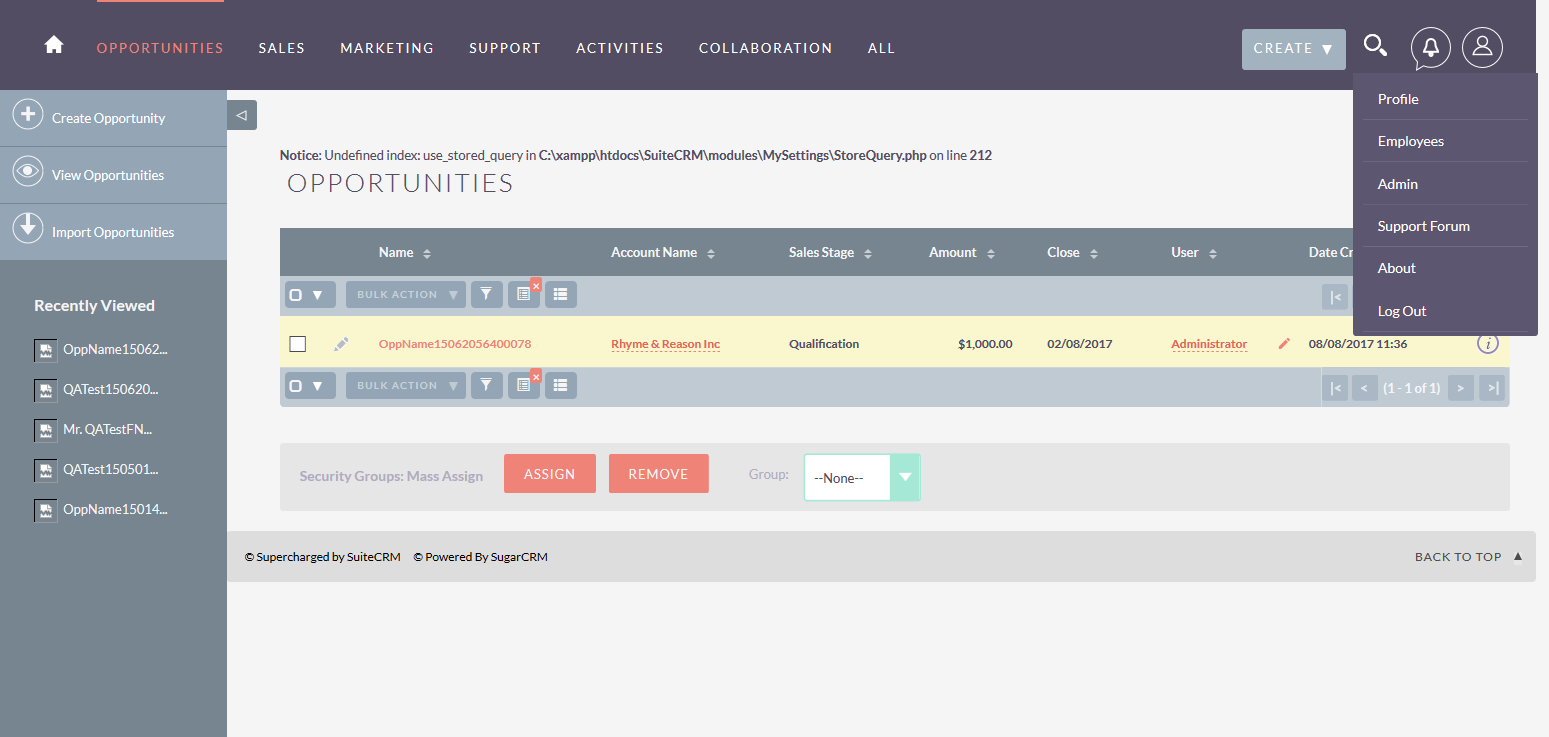 OPPORTUNITIES SALES MARKETING SUPPORT ACTIVITIES COLLABORATION ALL CREATE ▼
Profile
Employees
Admin
Support Forum
About
Log Out
Create Opportunity
View Opportunities
Import Opportunities
Recently Viewed
OppName15062...
QATest150620...
Mr. QATestFN...
QATest150501...
OppName15014...
Notice: Undefined index: use_stored_query in C:\xampp\htdocs\SuiteCRM\modules\MySettings\StoreQuery.php on line 212
OPPORTUNITIES
Name Account Name Sales Stage Amount Close User Date Cr
BULK ACTION ▼
OppName15062056400078 Rhyme & Reason Inc Qualification $1,000.00 02/08/2017 Administrator 08/08/2017 11:36
BULK ACTION ▼ (1 - 1 of 1)
Security Groups: Mass Assign ASSIGN REMOVE Group: --None--
© Supercharged by SuiteCRM © Powered By SugarCRM BACK TO TOP